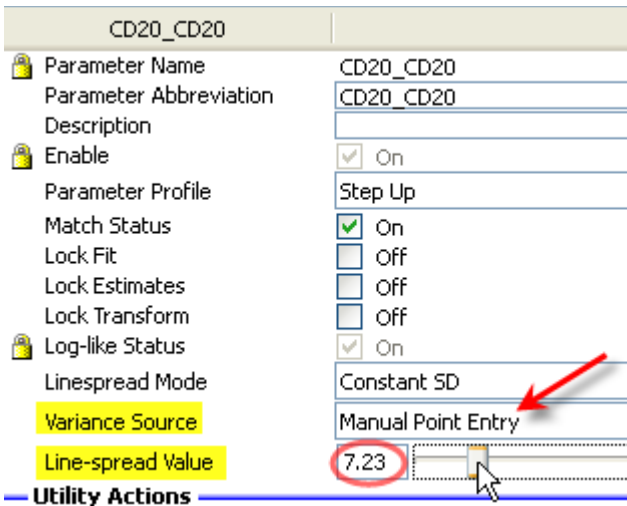 CD20_CD20
Parameter Name CD20_CD20
Parameter Abbreviation CD20_CD20
Description
Enable On
Parameter Profile Step Up
Match Status On
Lock Fit Off
Lock Estimates Off
Lock Transform Off
Log-like Status On
Linespread Mode Constant SD
Variance Source Manual Point Entry
Line-spread Value 7.23
Utility Actions